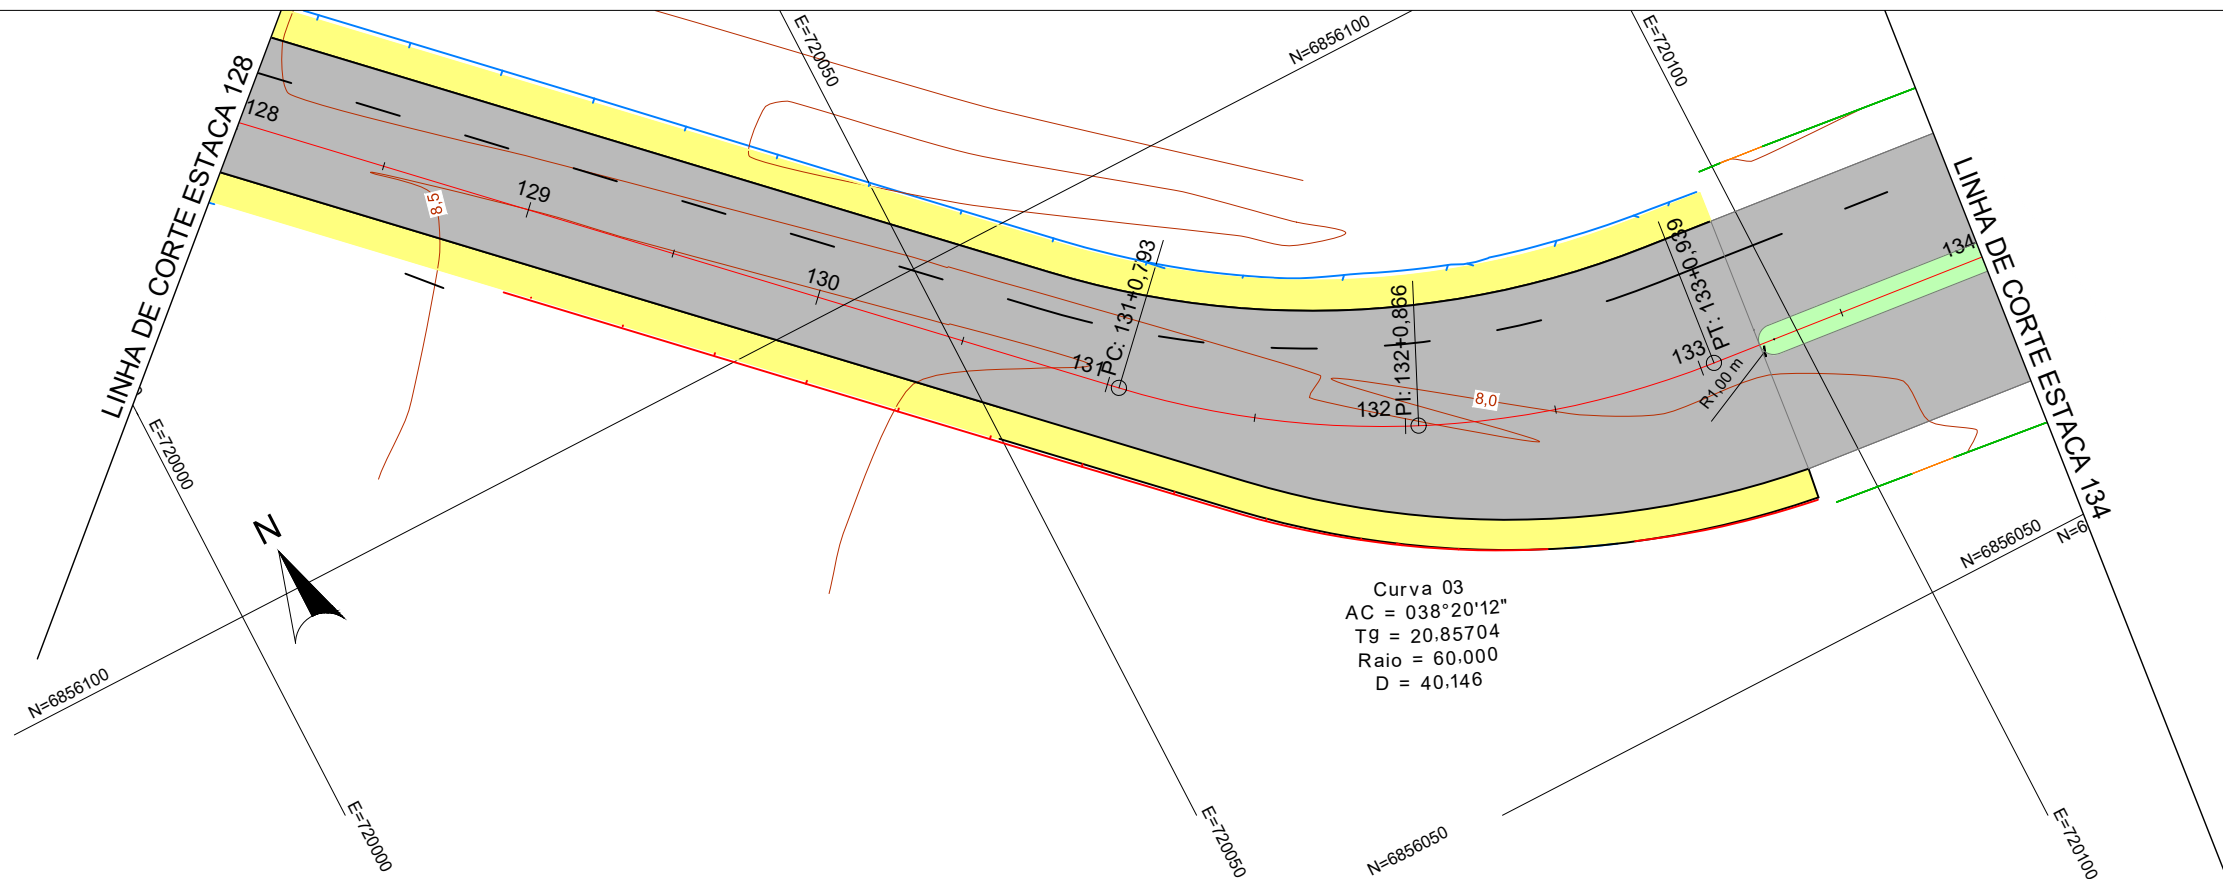 E=720050
N=6856100
E=720100
LINHA DE CORTE ESTACA 128
128
129
8,5
130
131
PC: 131+0,793
132
PI: 132+0,866
8,0
133
PT: 133+0,939
R1,00 m
134
LINHA DE CORTE ESTACA 134
E=720000
N
N=6856050
N=6
Curva 03
AC = 038°20'12"
Tg = 20,85704
Raio = 60,000
D = 40,146
N=6856100
E=720000
E=720050
N=6856050
E=720100